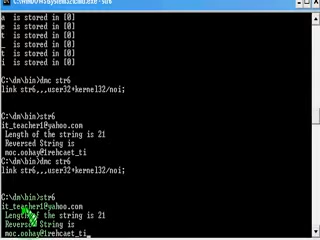 C:\WINDOWS\System32\cmd.exe - str6
a is stored in [0]
e is stored in [0]
t is stored in [0]
_ is stored in [0]
t is stored in [0]
i is stored in [0]
C:\dm\bin>dmc str6
link str6,,,user32+kernel32/noi;
C:\dm\bin>str6
it_teacher1@yahoo.com
Length of the string is 21
Reversed String is
moc.oohay@1rehcaet_ti
C:\dm\bin>dmc str6
link str6,,,user32+kernel32/noi;
C:\dm\bin>str6
it_teacher1@yahoo.com
Length of the string is 21
Reversed String is
moc.oohay@1rehcaet_ti